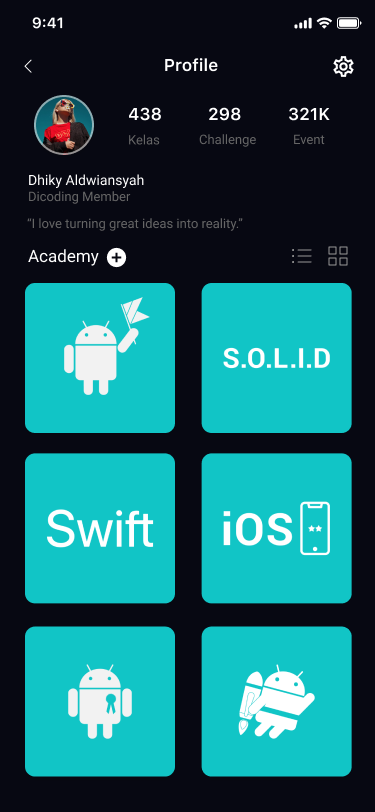 9:41
Profile
438 298 321K
Kelas Challenge Event
Dhiky Aldwiansyah
Dicoding Member
“I love turning great ideas into reality.”
Academy
S.O.L.I.D
Swift
iOS